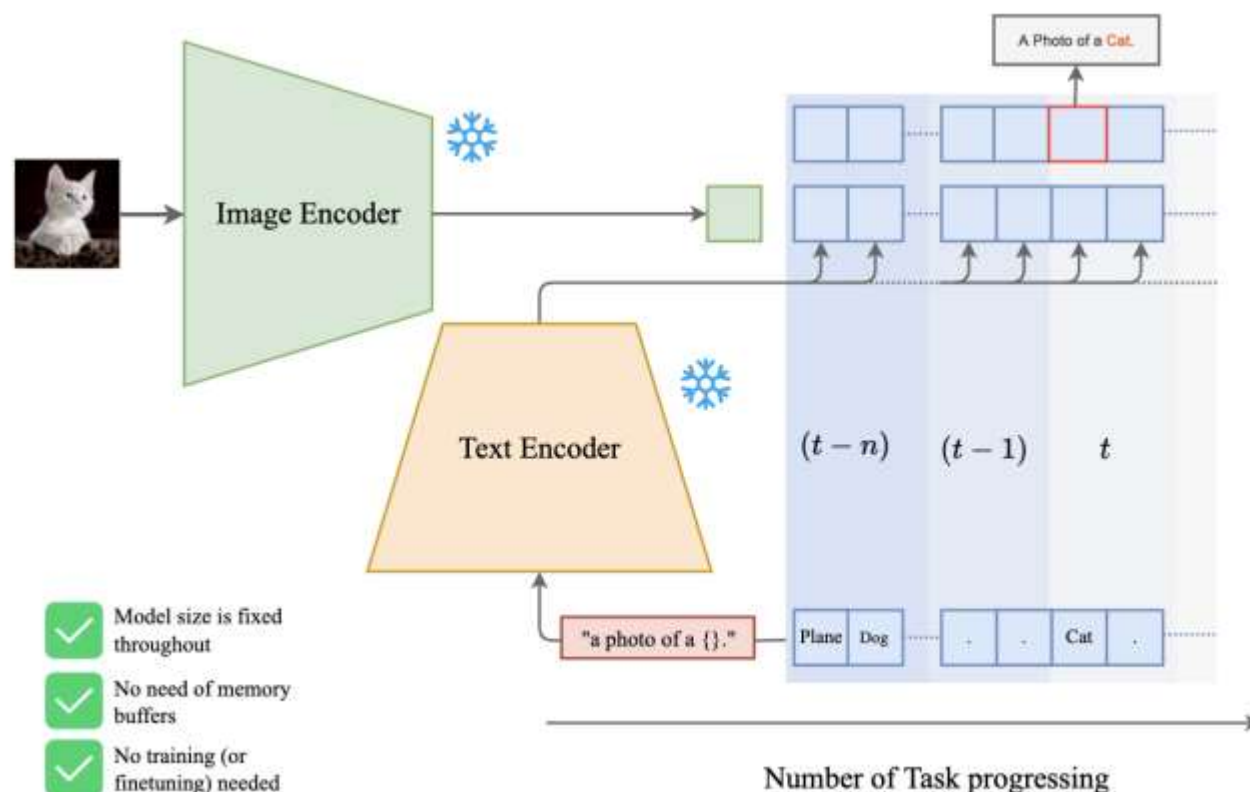 A Photo of a Cat.
Image Encoder
Text Encoder
(t − n)
(t − 1)
t
Model size is fixed
throughout
No need of memory
buffers
No training (or
finetuning) needed
"a photo of a {}."
Plane Dog . . Cat .
Number of Task progressing